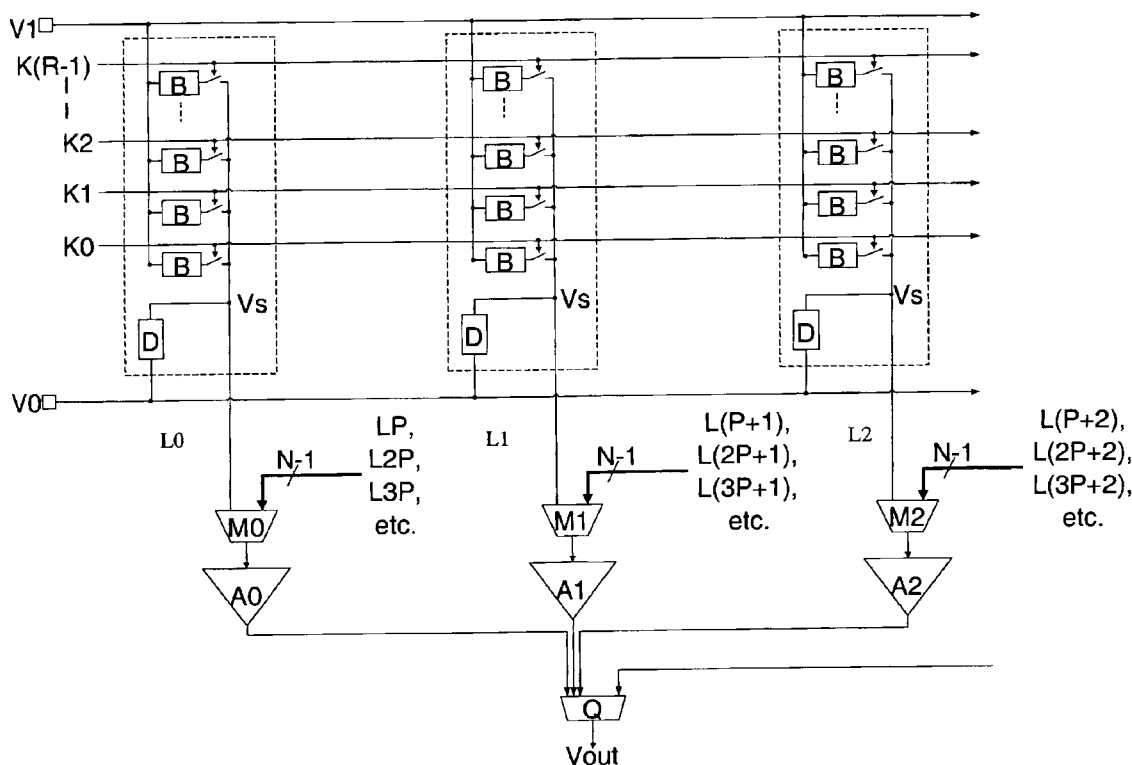 V1
K(R-1)
B B B
K2
B B B
K1
B B B
K0
B B B
Vs Vs Vs
D D D
V0
L0 L1 L2
N-1 LP,
L2P,
L3P,
etc.
N-1 L(P+1),
L(2P+1),
L(3P+1),
etc.
N-1 L(P+2),
L(2P+2),
L(3P+2),
etc.
M0 M1 M2
A0 A1 A2
Q
Vout